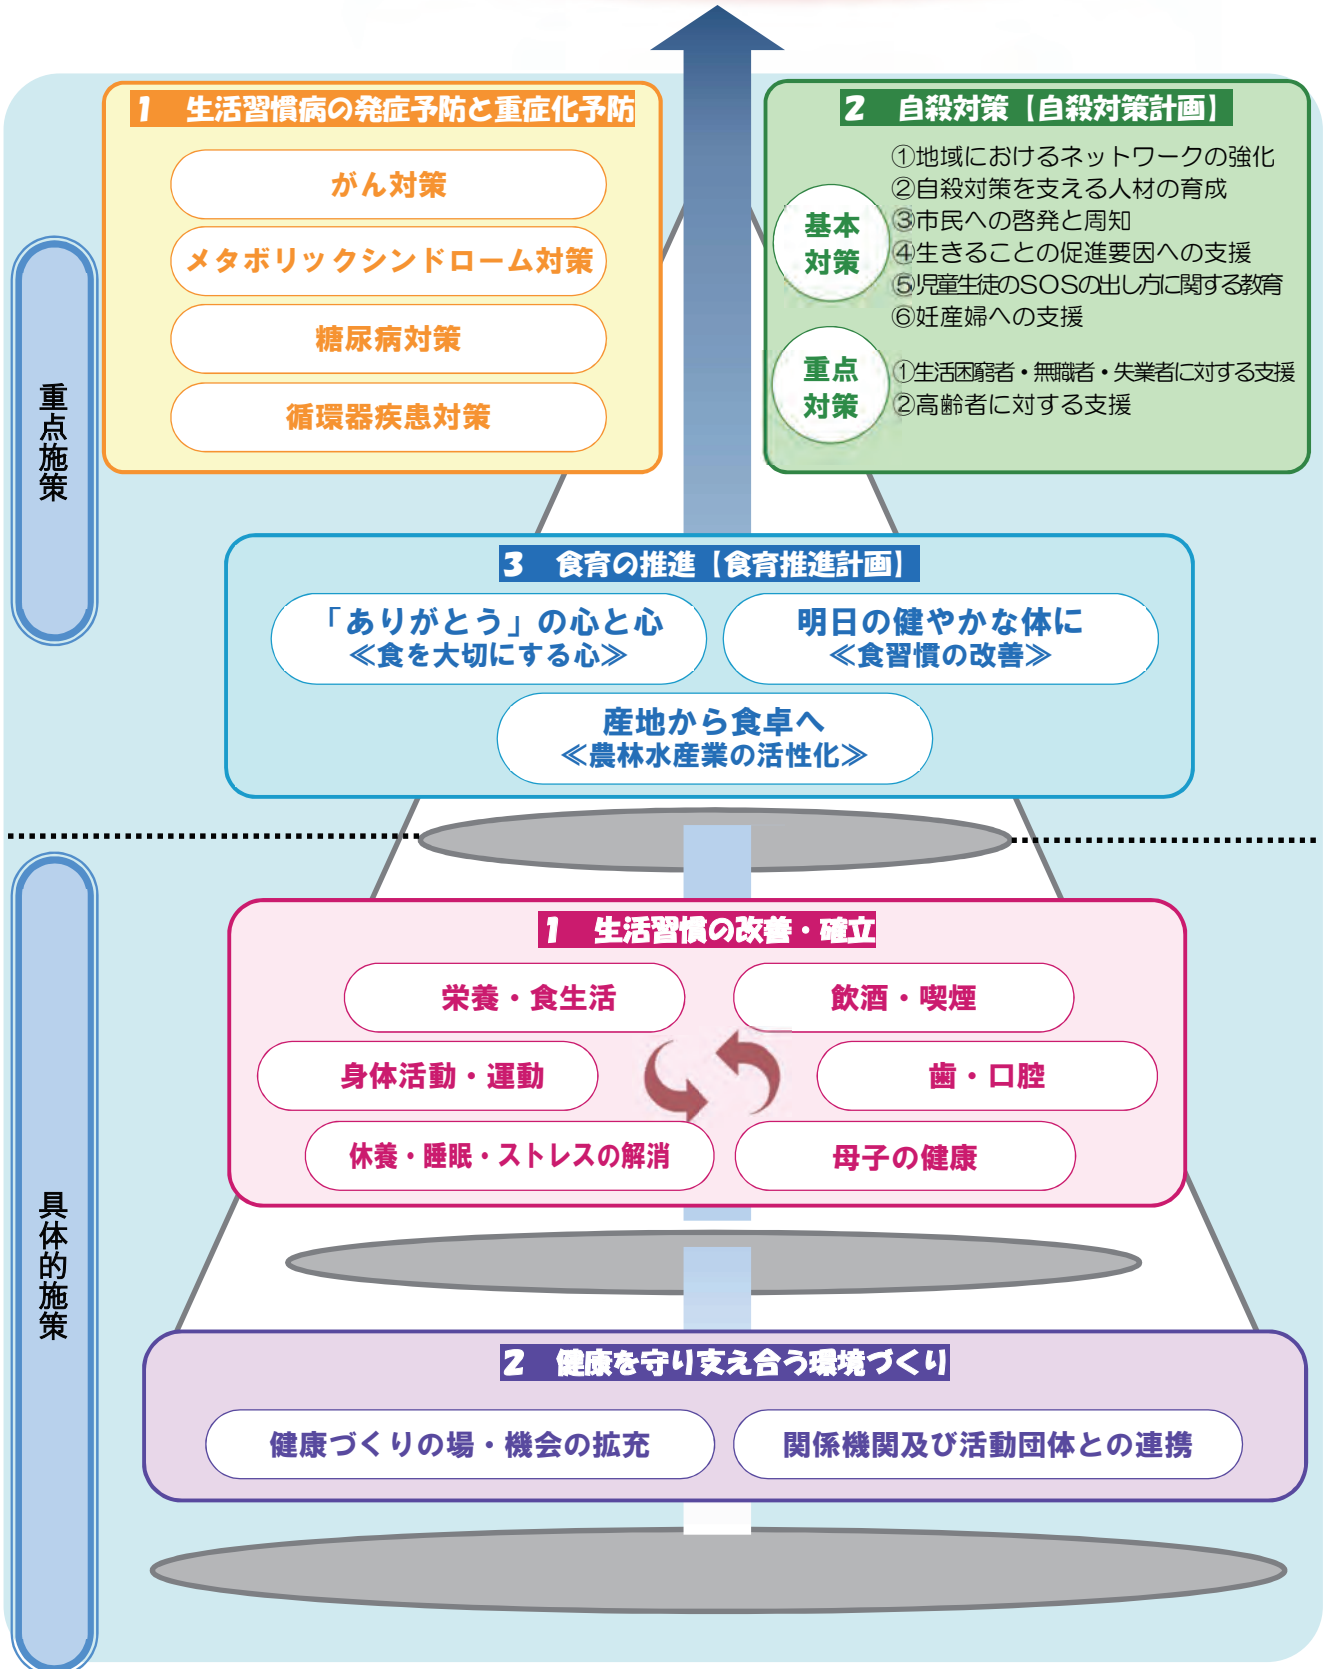 重点施策
1 生活習慣病の発症予防と重症化予防
がん対策
メタボリックシンドローム対策
糖尿病対策
循環器疾患対策
2 自殺対策【自殺対策計画】
基本
対策
①地域におけるネットワークの強化
②自殺対策を支える人材の育成
③市民への啓発と周知
④生きることの促進要因への支援
⑤児童生徒のSOSの出し方に関する教育
⑥妊産婦への支援
重点
対策
①生活困窮者・無職者・失業者に対する支援
②高齢者に対する支援
3 食育の推進【食育推進計画】
「ありがとう」の心と心
≪食を大切にする心≫
明日の健やかな体に
≪食習慣の改善≫
産地から食卓へ
≪農林水産業の活性化≫
具体的施策
1 生活習慣の改善・確立
栄養・食生活
飲酒・喫煙
身体活動・運動
歯・口腔
休養・睡眠・ストレスの解消
母子の健康
2 健康を守り支え合う環境づくり
健康づくりの場・機会の拡充
関係機関及び活動団体との連携